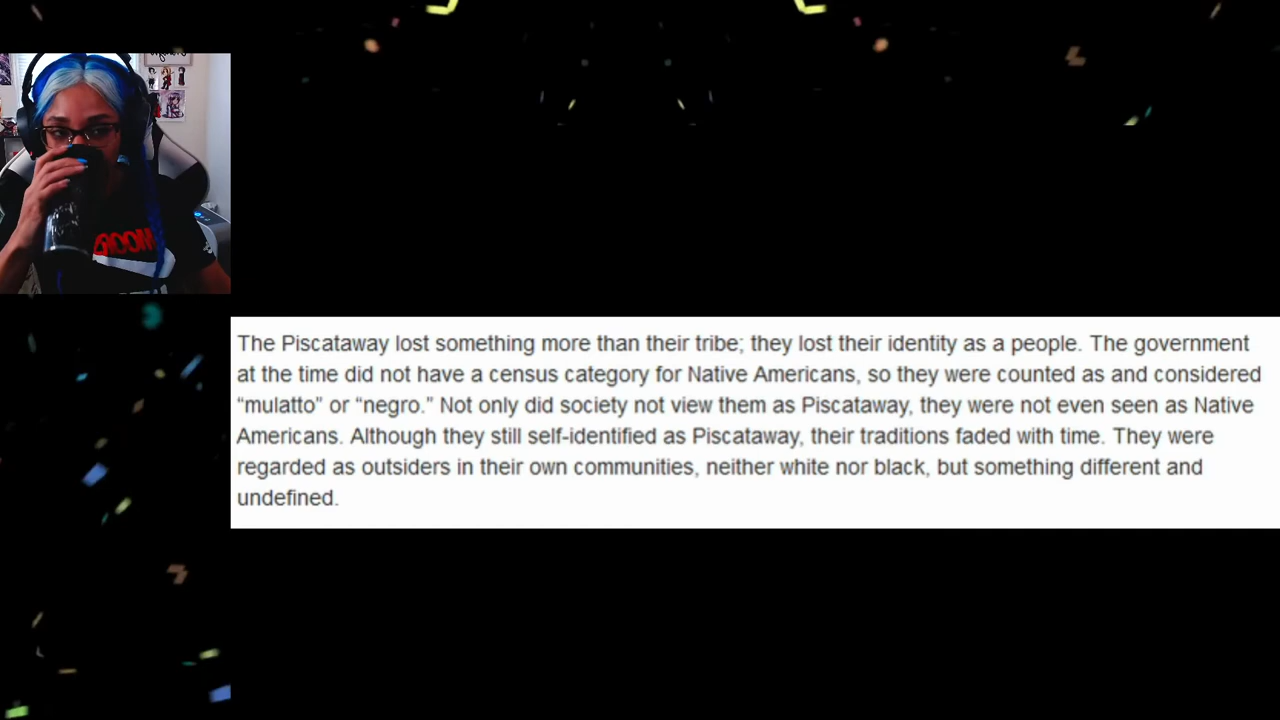 ROOM
The Piscataway lost something more than their tribe; they lost their identity as a people. The government
at the time did not have a census category for Native Americans, so they were counted as and considered
“mulatto” or “negro.” Not only did society not view them as Piscataway, they were not even seen as Native
Americans. Although they still self-identified as Piscataway, their traditions faded with time. They were
regarded as outsiders in their own communities, neither white nor black, but something different and
undefined.